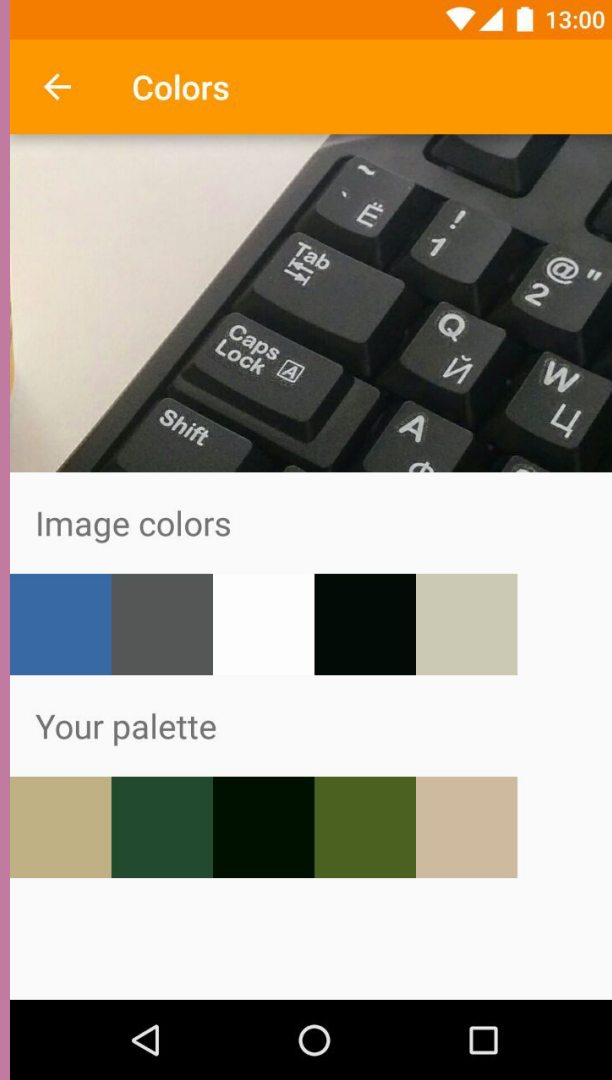 13:00
Colors
~
` Ё
!
1
@ "
2
Tab
Q
Й
W
Ц
Caps
Lock A
A
Shift
Image colors
Your palette